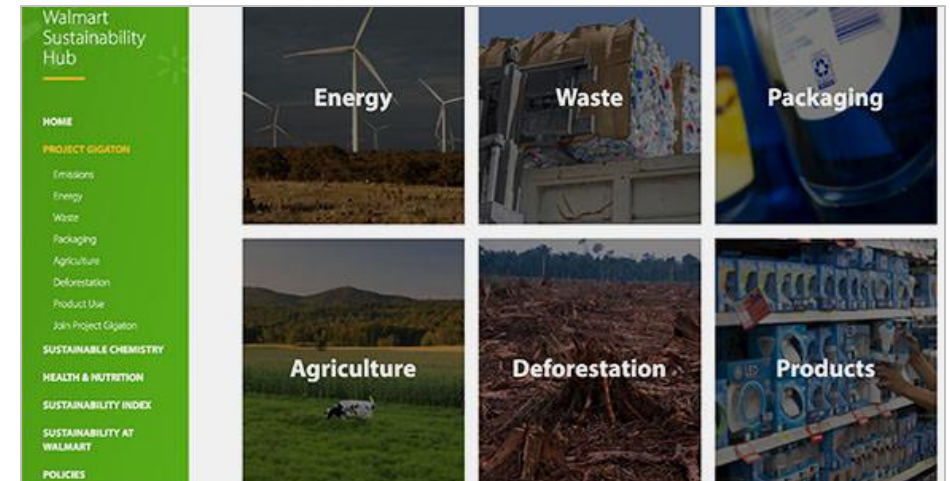 Walmart
Sustainability
Hub
HOME
PROJECT GIGATON
Emissions
Energy
Waste
Packaging
Agriculture
Deforestation
Product Use
Join Project Gigaton
SUSTAINABLE CHEMISTRY
HEALTH & NUTRITION
SUSTAINABILITY INDEX
SUSTAINABILITY AT
WALMART
POLICIES
Energy
Waste
Packaging
Agriculture
Deforestation
Products
LED